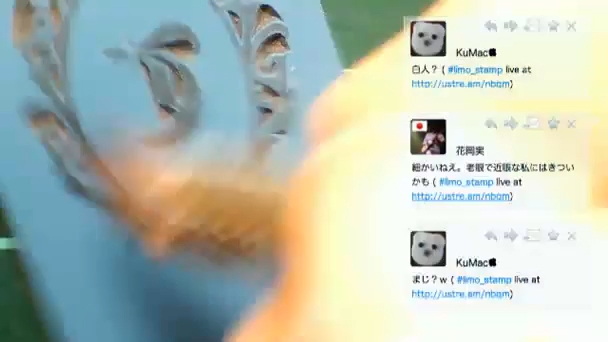 KuMac
白人？ ( #limo_stamp live at
http://ustre.am/nbqm)
花岡実
細かいねえ。老眼で近眼な私にはきつい
かも ( #limo_stamp live at
http://ustre.am/nbqm)
KuMac
まじ？w ( #limo_stamp live at
http://ustre.am/nbqm)